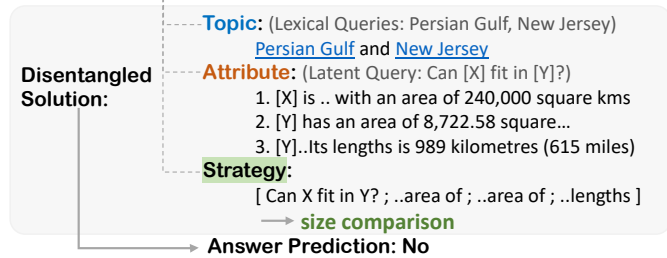 Topic: (Lexical Queries: Persian Gulf, New Jersey)
Persian Gulf and New Jersey
Disentangled Solution:
Attribute: (Latent Query: Can [X] fit in [Y]?)
1. [X] is .. with an area of 240,000 square kms
2. [Y] has an area of 8,722.58 square...
3. [Y]..Its lengths is 989 kilometres (615 miles)
Strategy:
[ Can X fit in Y? ; ..area of ; ..area of ; ..lengths ]
size comparison
Answer Prediction: No